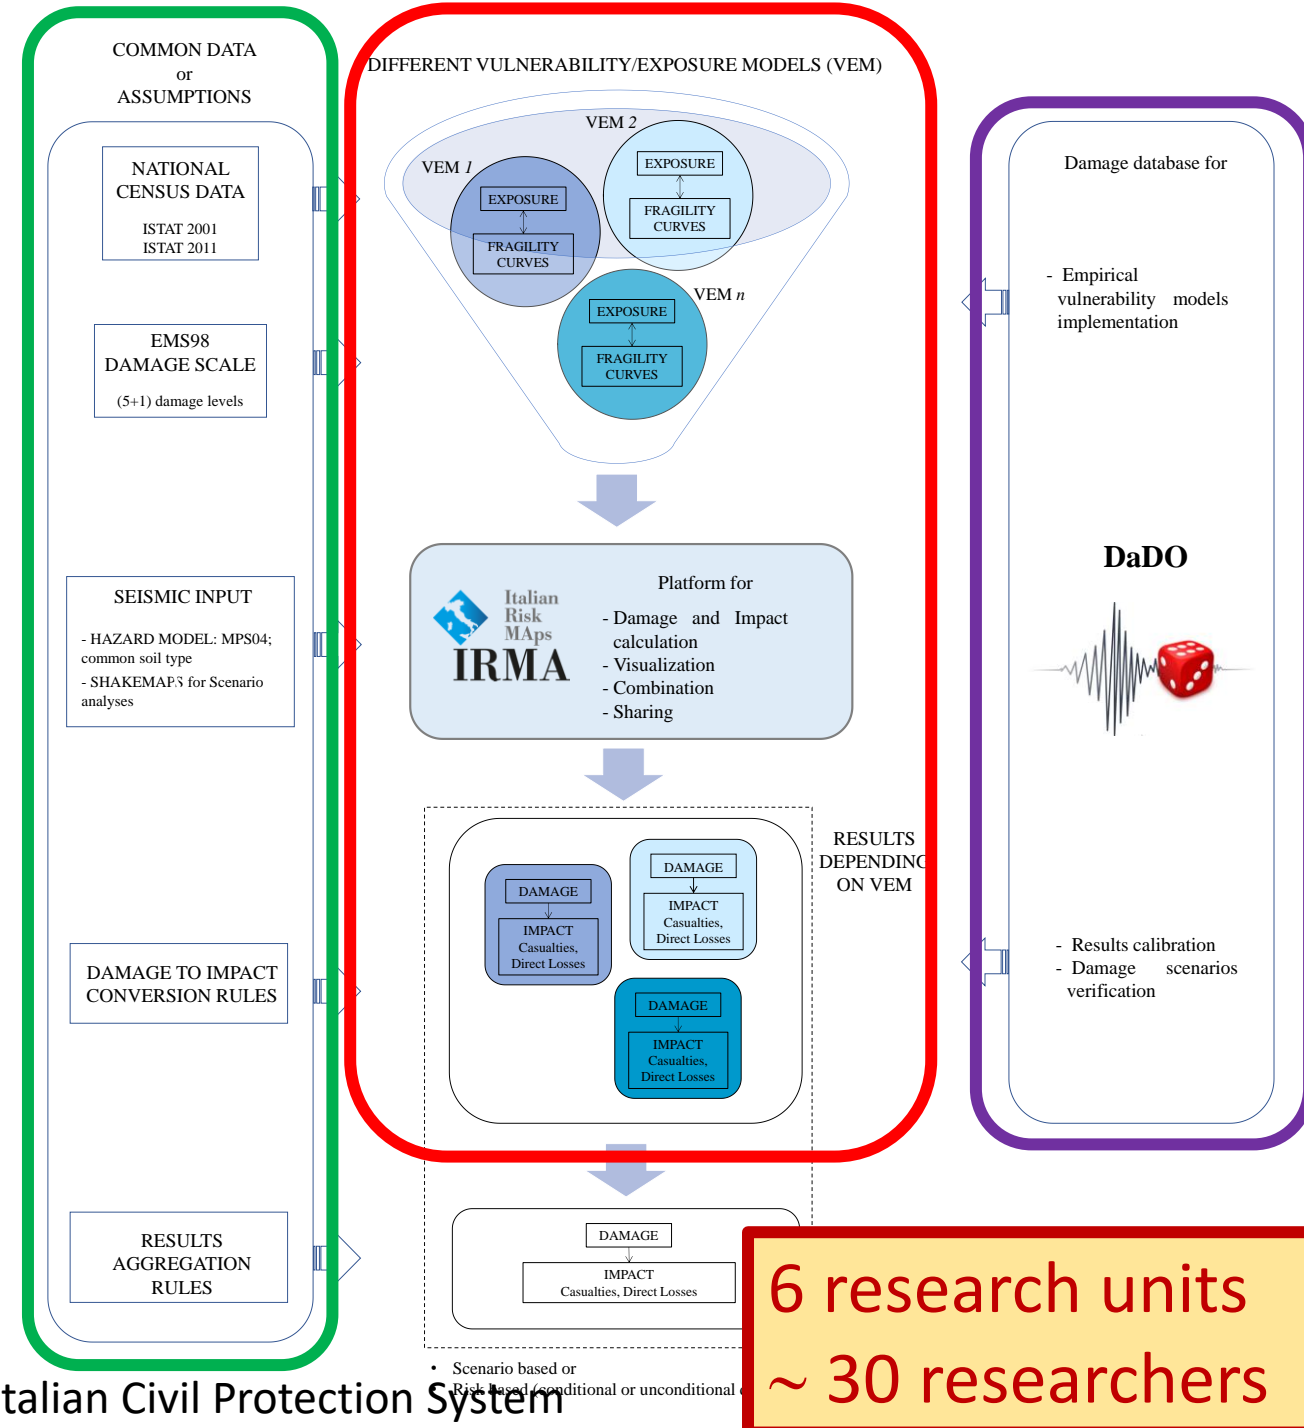 COMMON DATA
or
ASSUMPTIONS
NATIONAL
CENSUS DATA
ISTAT 2001
ISTAT 2011
EMS98
DAMAGE SCALE
(5+1) damage levels
SEISMIC INPUT
- HAZARD MODEL: MPS04;
common soil type
- SHAKEMAPS for Scenario
analyses
DAMAGE TO IMPACT
CONVERSION RULES
RESULTS
AGGREGATION
RULES
DIFFERENT VULNERABILITY/EXPOSURE MODELS (VEM)
VEM 1
EXPOSURE
FRAGILITY
CURVES
VEM 2
EXPOSURE
FRAGILITY
CURVES
VEM n
EXPOSURE
FRAGILITY
CURVES
Italian
Risk
MAps
IRMA
Platform for
- Damage and Impact
calculation
- Visualization
- Combination
- Sharing
RESULTS
DEPENDING
ON VEM
DAMAGE
IMPACT
Casualties,
Direct Losses
DAMAGE
IMPACT
Casualties,
Direct Losses
DAMAGE
IMPACT
Casualties,
Direct Losses
DAMAGE
IMPACT
Casualties, Direct Losses
• Scenario based or
• Risk based (conditional or unconditional
Damage database for
- Empirical
vulnerability models
implementation
DaDO
- Results calibration
- Damage scenarios
verification
6 research units
~ 30 researchers
talian Civil Protection System